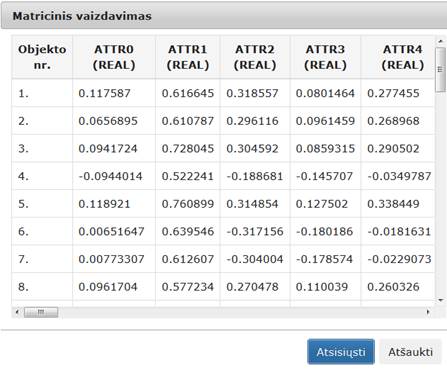 Matricinis vaizdavimas
Objekto nr. ATTR0 (REAL) ATTR1 (REAL) ATTR2 (REAL) ATTR3 (REAL) ATTR4 (REAL)
1. 0.117587 0.616645 0.318557 0.0801464 0.277455
2. 0.0656895 0.610787 0.296116 0.0961459 0.268968
3. 0.0941724 0.728045 0.304592 0.0859315 0.290502
4. -0.0944014 0.522241 -0.188681 -0.145707 -0.0349787
5. 0.118921 0.760899 0.314854 0.127502 0.338449
6. 0.00651647 0.639546 -0.317156 -0.180186 -0.0181631
7. 0.00773307 0.612607 -0.304004 -0.178574 -0.0229073
8. 0.0961704 0.577234 0.270478 0.110039 0.260326
Atsisiųsti Atšaukti